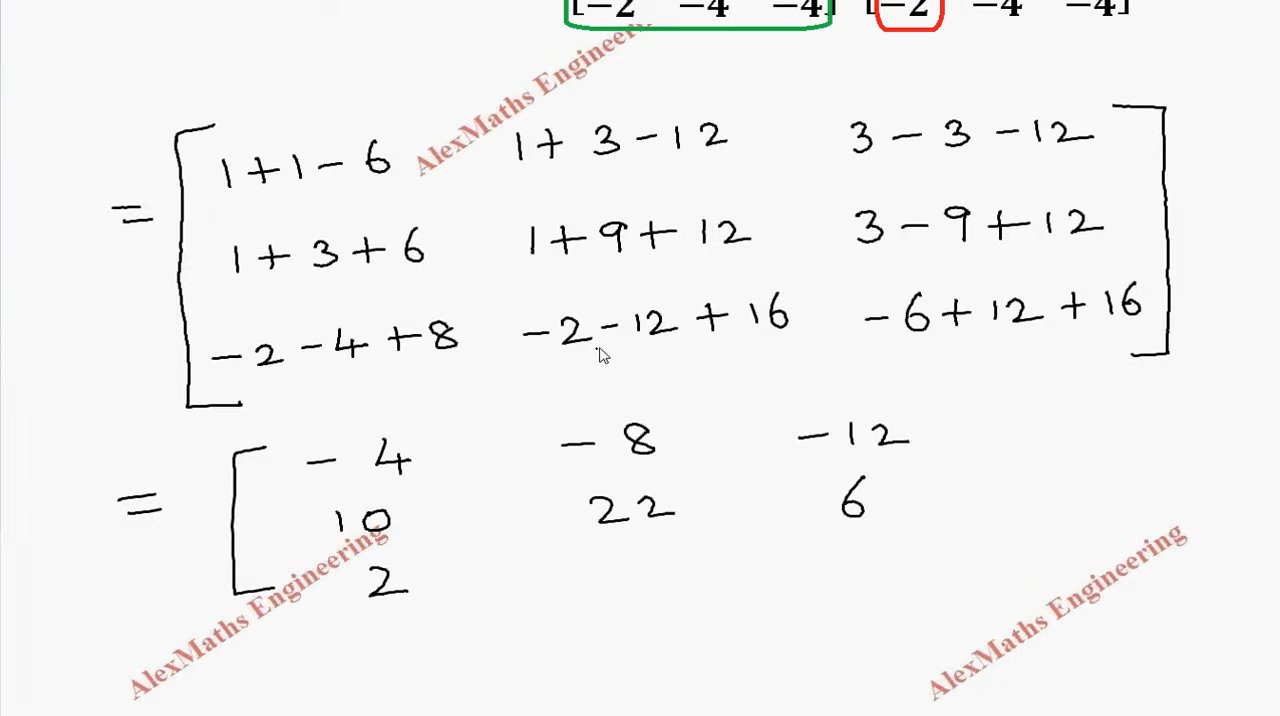 [−2 −4 −4] [−2 −4 −4]
AlexMaths Engineering
1+1−6 1+3−12 3−3−12
= 1+3+6 1+9+12 3−9+12
−2−4+8 −2−12+16 −6+12+16
−4 −8 −12
= 10 22 6
2
AlexMaths Engineering
AlexMaths Engineering